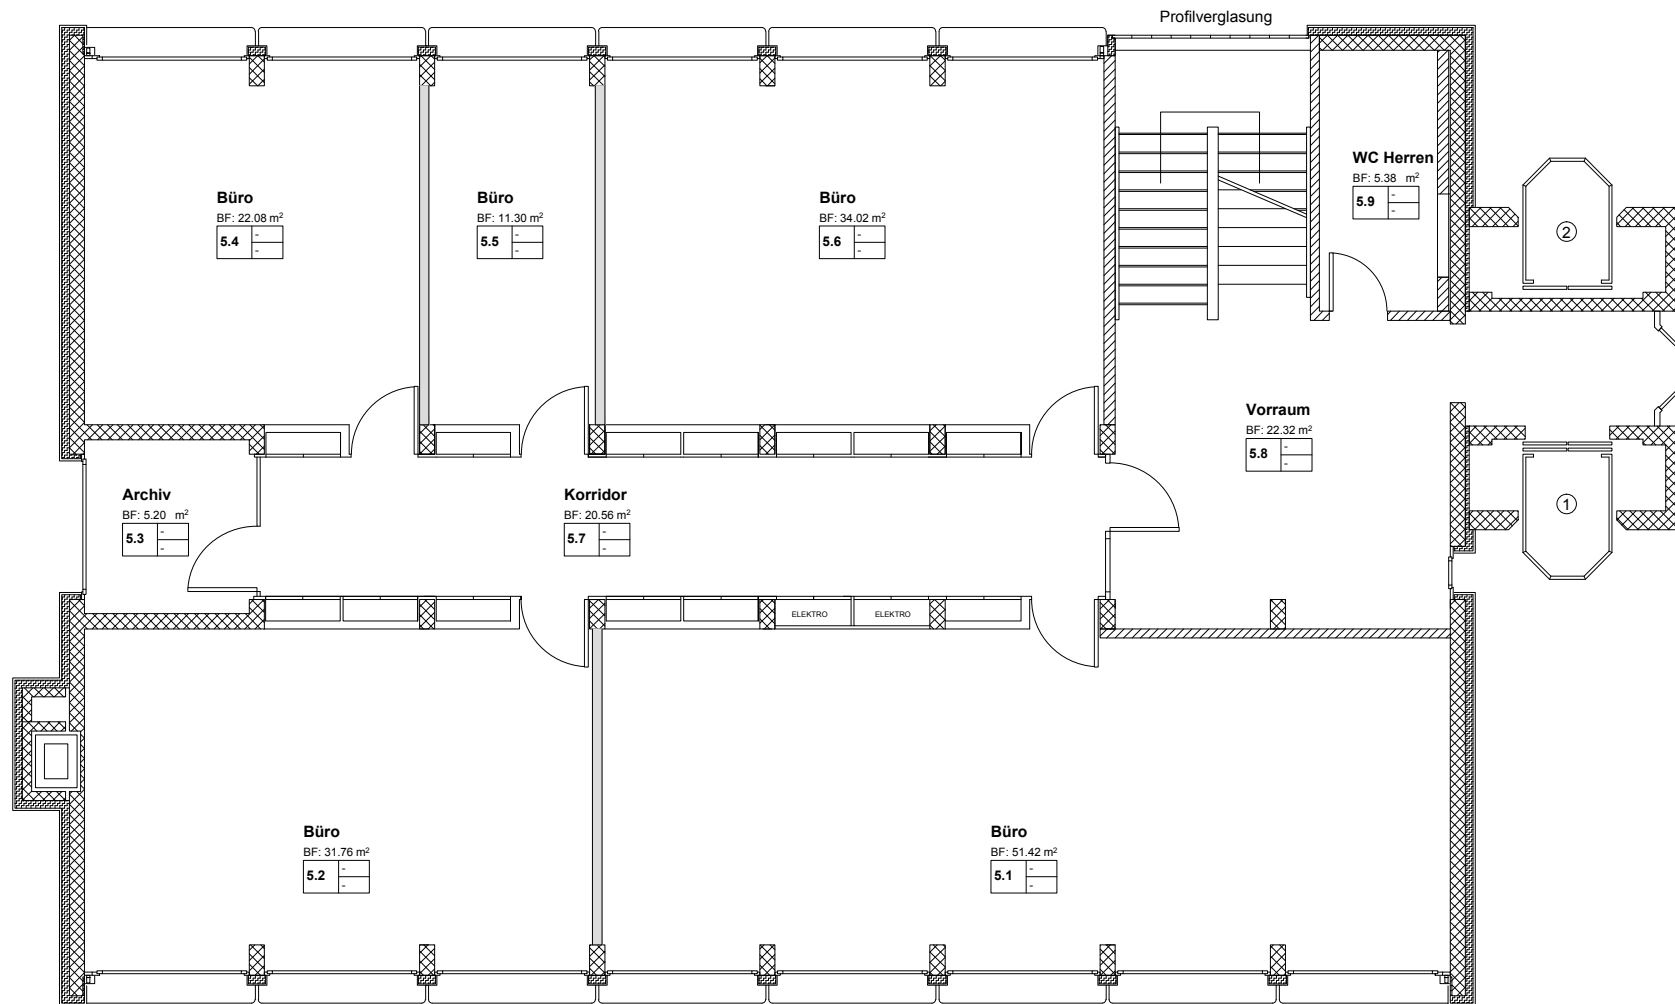 Profilverglasung
WC Herren
BF: 5.38 m²
5.9 -
-
Büro
BF: 22.08 m²
5.4 -
-
Büro
BF: 11.30 m²
5.5 -
-
Büro
BF: 34.02 m²
5.6 -
-
2
Vorraum
BF: 22.32 m²
5.8 -
-
Archiv
BF: 5.20 m²
5.3 -
-
Korridor
BF: 20.56 m²
5.7 -
-
1
ELEKTRO ELEKTRO
Büro
BF: 31.76 m²
5.2 -
-
Büro
BF: 51.42 m²
5.1 -
-